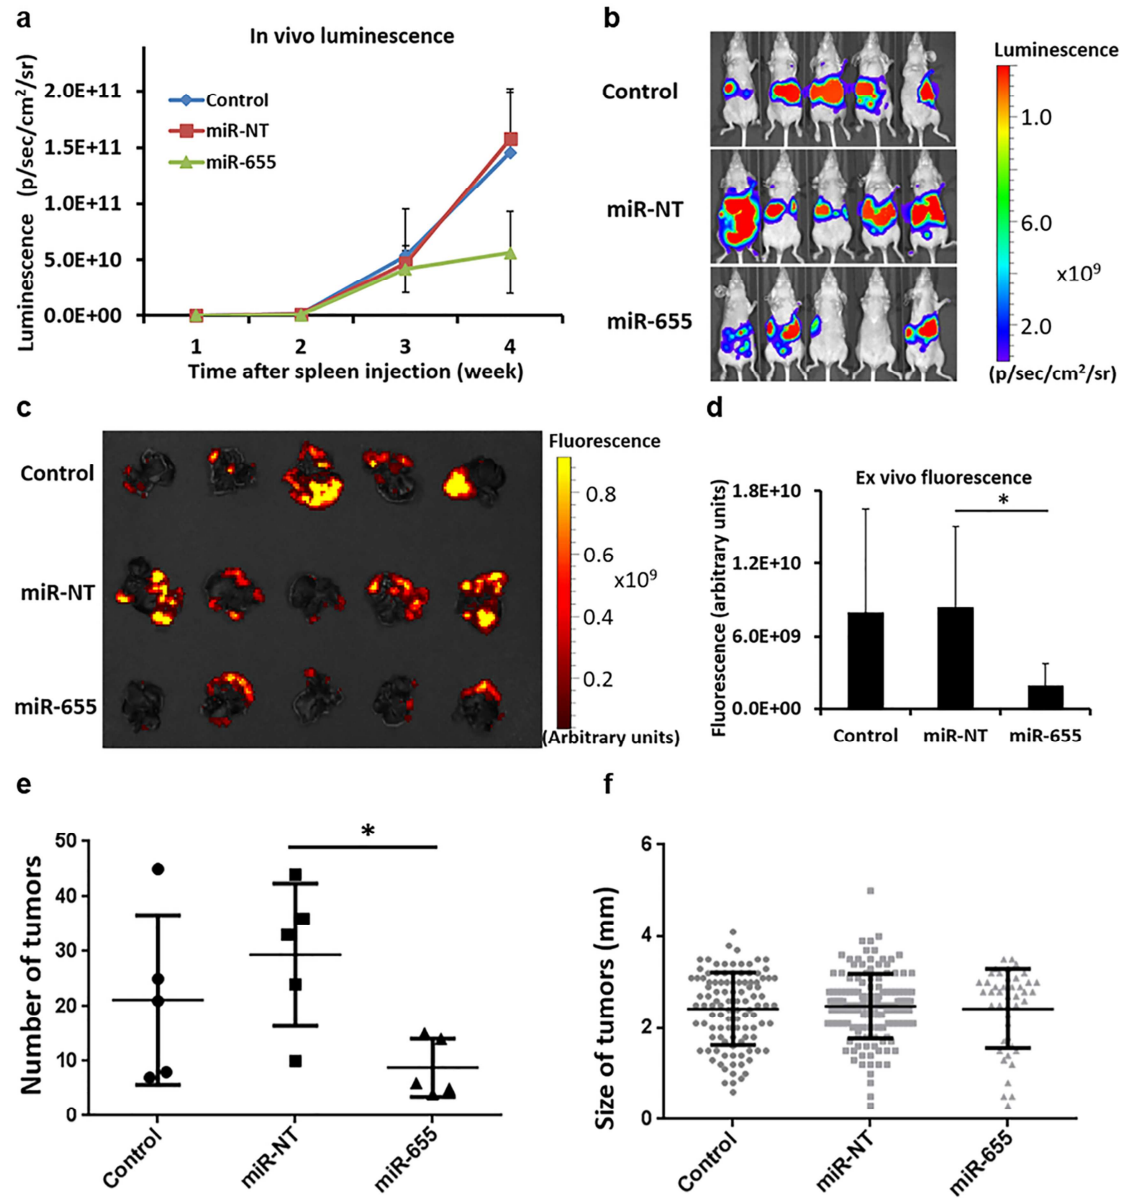 a
In vivo luminescence
Luminescence (p/sec/cm²/sr)
2.0E+11
1.5E+11
1.0E+11
5.0E+10
0.0E+00
Control
miR-NT
miR-655
1 2 3 4
Time after spleen injection (week)
b
Control
miR-NT
miR-655
Luminescence
1.0
6.0
x10⁹
2.0
(p/sec/cm²/sr)
c
Control
miR-NT
miR-655
Fluorescence
0.8
0.6
x10⁹
0.4
0.2
(Arbitrary units)
d
Ex vivo fluorescence
Fluorescence (arbitrary units)
1.8E+10
1.2E+10
6.0E+09
0.0E+00
*
Control miR-NT miR-655
e
Number of tumors
50
40
30
20
10
0
*
Control miR-NT miR-655
f
Size of tumors (mm)
6
4
2
0
Control miR-NT miR-655